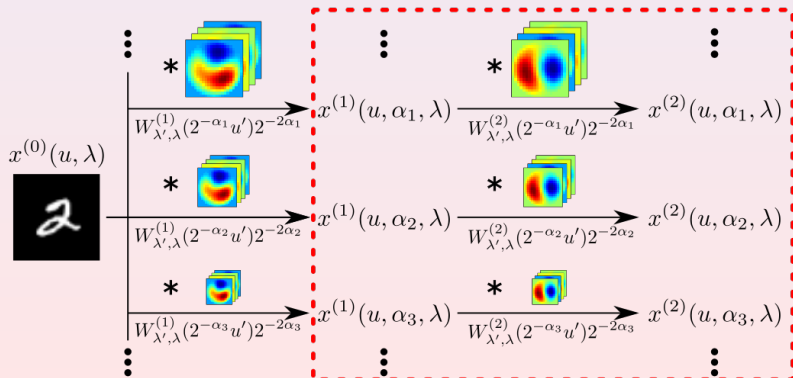 * *
W^{(1)}_{λ',λ}(2^{-α_1}u')2^{-2α_1} x^{(1)}(u, α_1, λ) W^{(2)}_{λ',λ}(2^{-α_1}u')2^{-2α_1} x^{(2)}(u, α_1, λ)
x^{(0)}(u, λ)
* *
2
W^{(1)}_{λ',λ}(2^{-α_2}u')2^{-2α_2} x^{(1)}(u, α_2, λ) W^{(2)}_{λ',λ}(2^{-α_2}u')2^{-2α_2} x^{(2)}(u, α_2, λ)
* *
W^{(1)}_{λ',λ}(2^{-α_3}u')2^{-2α_3} x^{(1)}(u, α_3, λ) W^{(2)}_{λ',λ}(2^{-α_3}u')2^{-2α_3} x^{(2)}(u, α_3, λ)